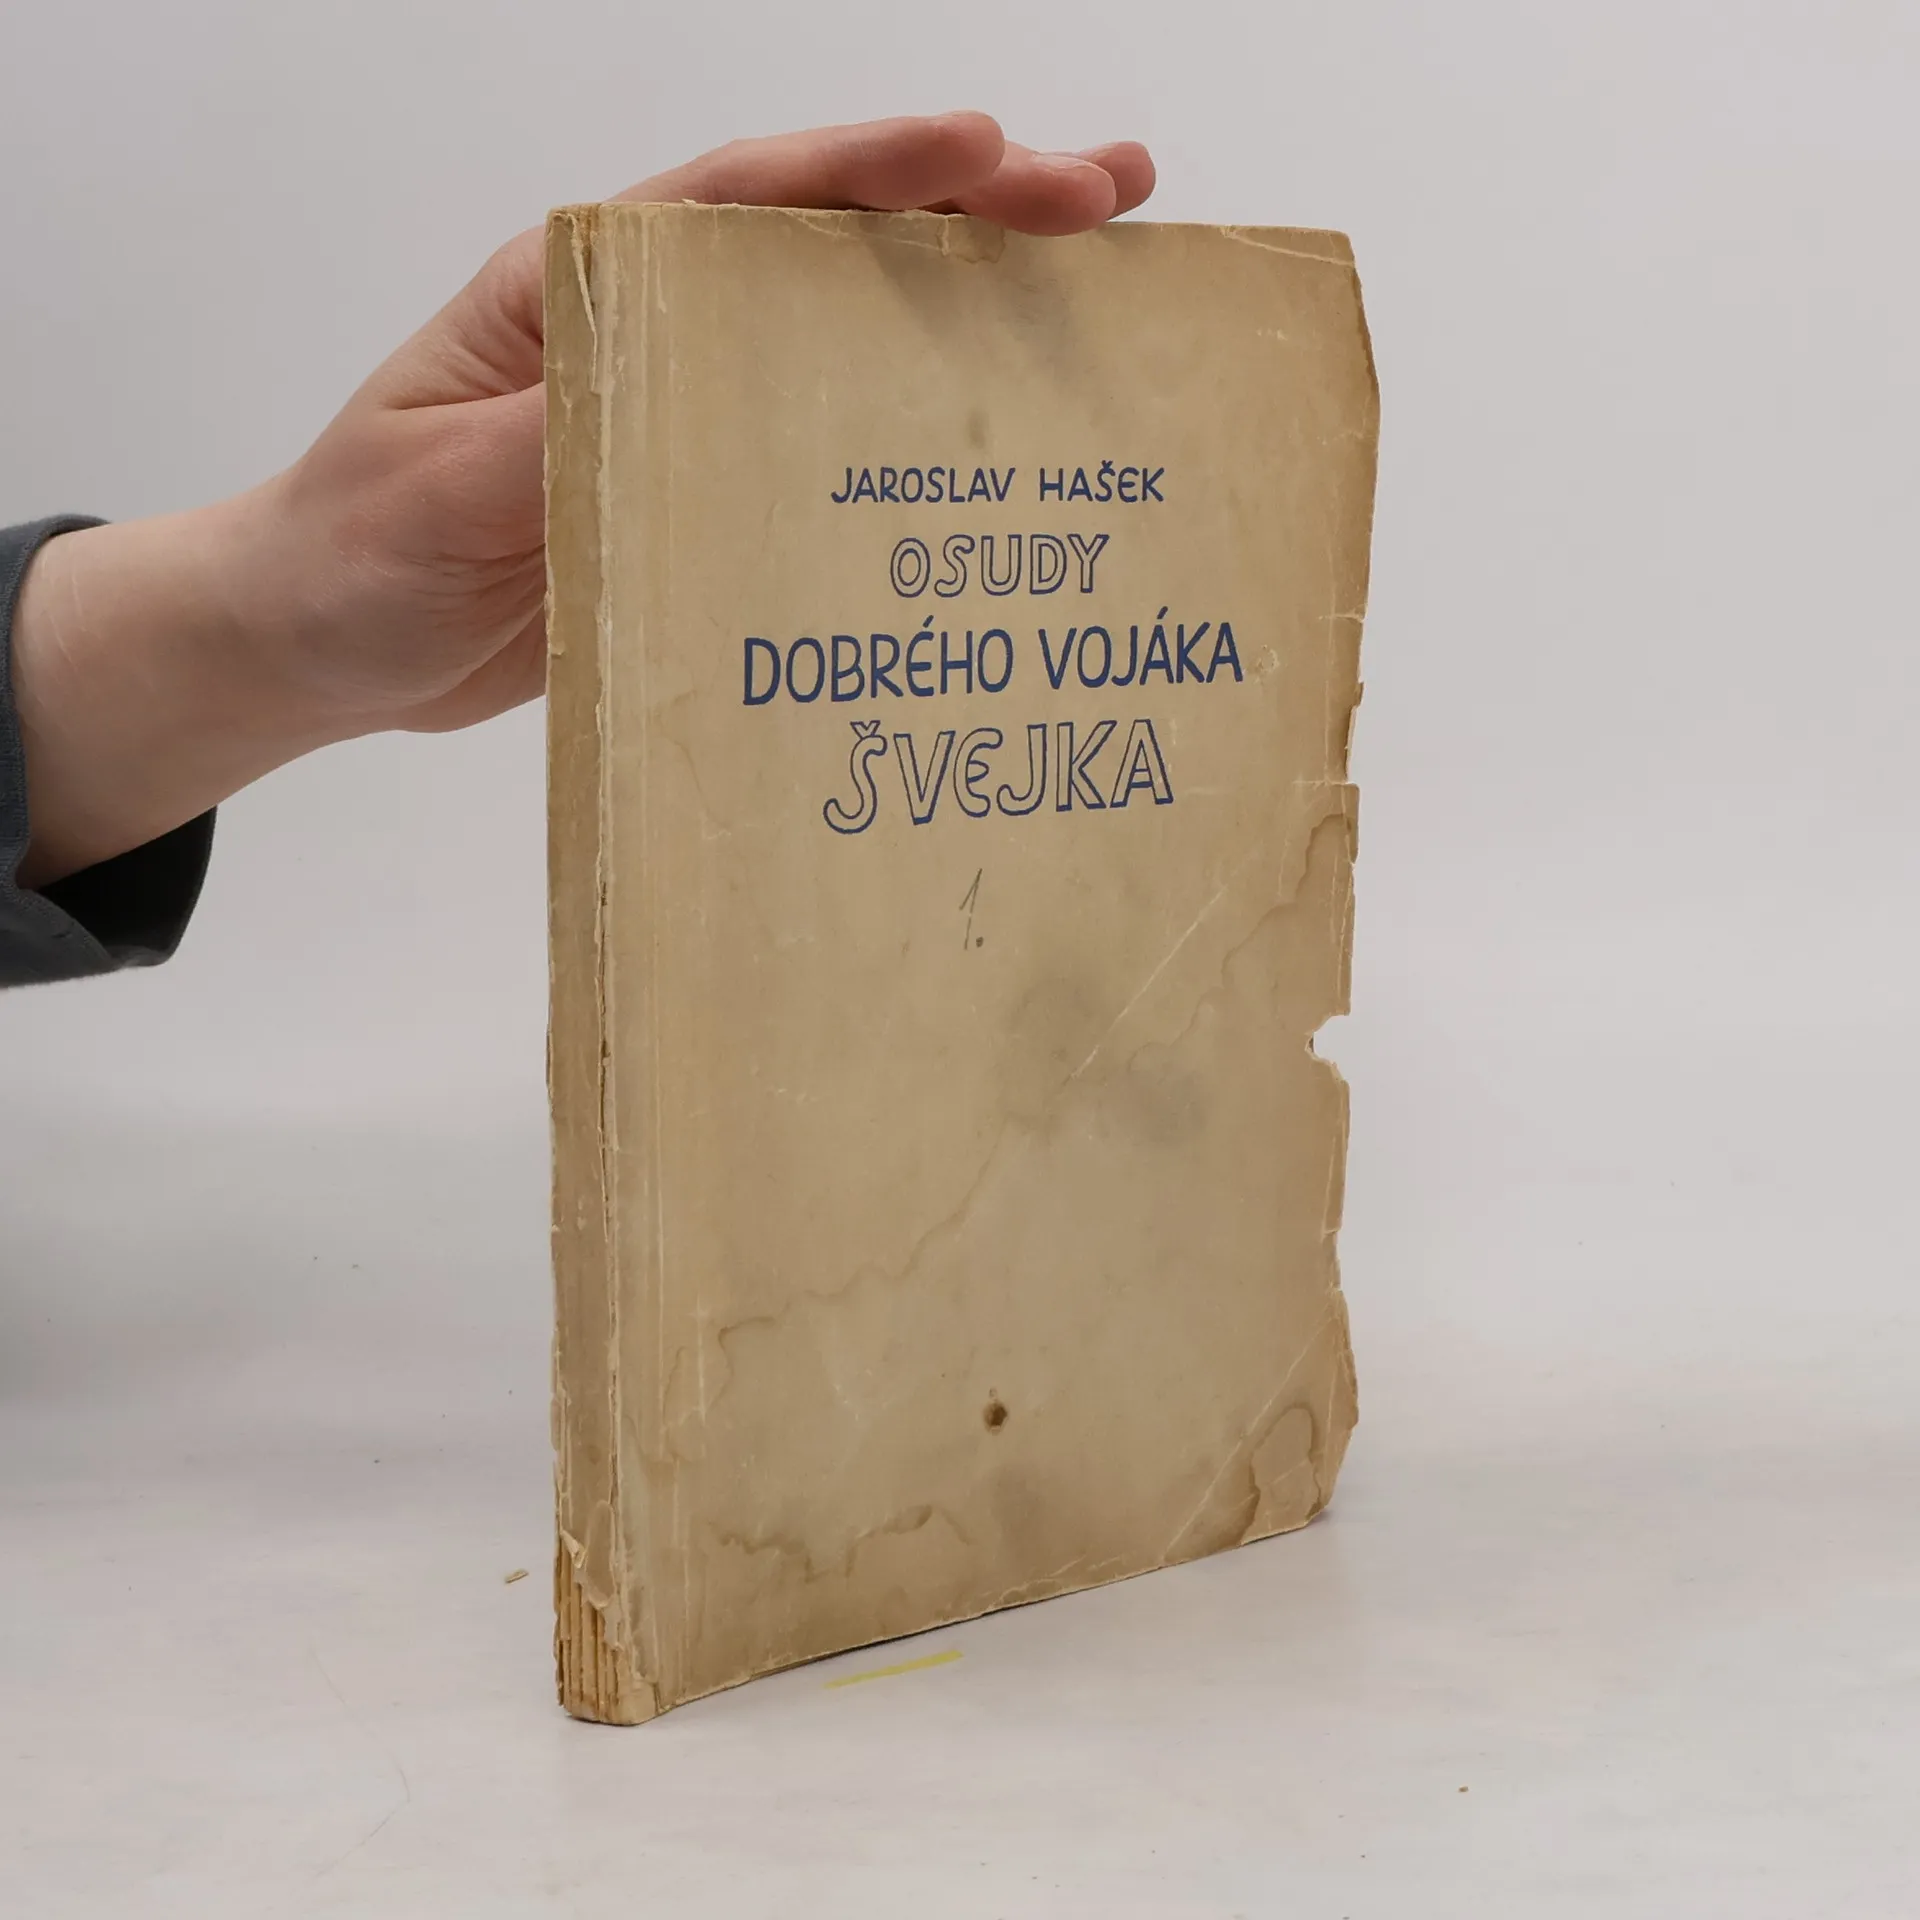 JAROSLAV HAŠEK
OSUDY
DOBRÉHO VOJÁKA
ŠVEJKA
1.